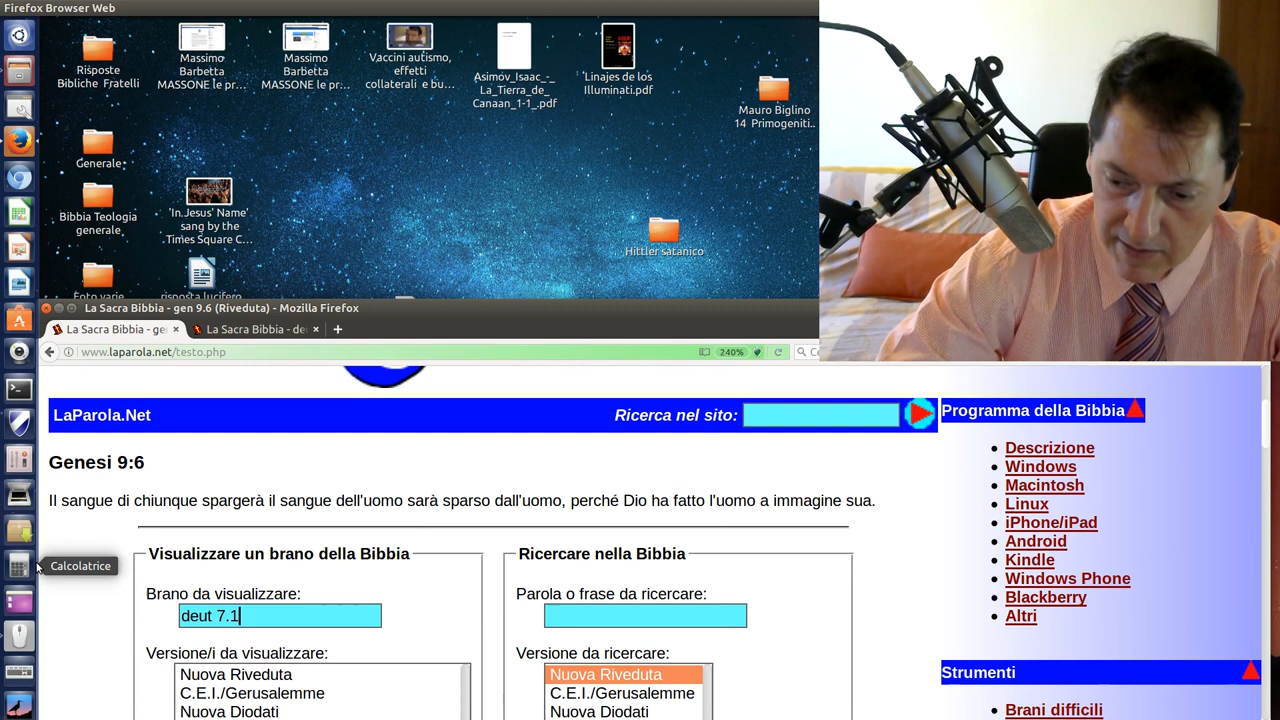 Firefox Browser Web
Risposte
Bibliche Fratelli
Massimo
Barbetta
MASSONE le pr...
Massimo
Barbetta
MASSONE le pr...
Vaccini autismo,
effetti
collaterali e bu...
Asimov_Isaac_-_
La_Tierra_de_
Canaan_1-1_.pdf
Linajes de los
Illuminati.pdf
Mauro Biglino
14 Primogeniti..
Generale
Bibbia Teologia
generale
'In Jesus' Name'
sang by the
Times Square C...
Hittler satanico
Foto varie
risposta lucifero
La Sacra Bibbia - gen 9.6 (Riveduta) - Mozilla Firefox
La Sacra Bibbia - ge
La Sacra Bibbia - de
www.laparola.net/testo.php
240%
LaParola.Net
Ricerca nel sito:
Programma della Bibbia
Genesi 9:6
Il sangue di chiunque spargerà il sangue dell'uomo sarà sparso dall'uomo, perché Dio ha fatto l'uomo a immagine sua.
Descrizione
Windows
Macintosh
Linux
iPhone/iPad
Android
Kindle
Windows Phone
Blackberry
Altri
Calcolatrice
Visualizzare un brano della Bibbia
Brano da visualizzare:
deut 7.1
Versione/i da visualizzare:
Nuova Riveduta
C.E.I./Gerusalemme
Nuova Diodati
Ricercare nella Bibbia
Parola o frase da ricercare:
Versione da ricercare:
Nuova Riveduta
C.E.I./Gerusalemme
Nuova Diodati
Strumenti
Brani difficili